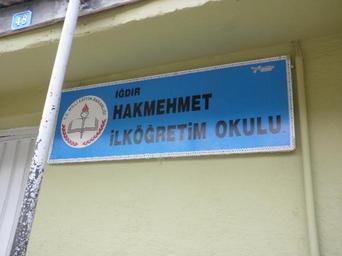 48
IĞDIR
HAKMEHMET
İLKÖĞRETİM OKULU